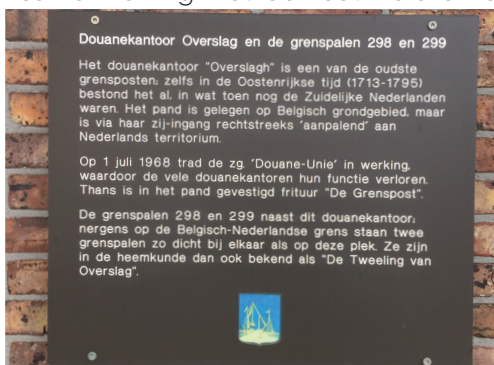 Douanekantoor Overslag en de grenspalen 298 en 299
Het douanekantoor "Overslagh" is een van de oudste
grensposten; zelfs in de Oostenrijkse tijd (1713-1795)
bestond het al, in wat toen nog de Zuidelijke Nederlanden
waren. Het pand is gelegen op Belgisch grondgebied, maar
is via haar zij-ingang rechtstreeks 'aanpalend' aan
Nederlands territorium.
Op 1 juli 1968 trad de zg. 'Douane-Unie' in werking,
waardoor de vele douanekantoren hun functie verloren.
Thans is in het pand gevestigd frituur "De Grenspost".
De grenspalen 298 en 299 naast dit douanekantoor;
nergens op de Belgisch-Nederlandse grens staan twee
grenspalen zo dicht bij elkaar als op deze plek. Ze zijn
in de heemkunde dan ook bekend als "De Tweeling van
Overslag".